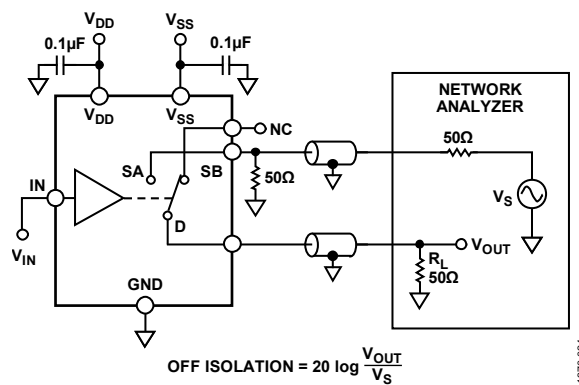 VDD
VSS
0.1µF
0.1µF
VDD
VSS
NC
NETWORK
ANALYZER
SA
SB
50Ω
50Ω
IN
VS
D
VOUT
VIN
RL
50Ω
GND
OFF ISOLATION = 20 log VOUT
VS